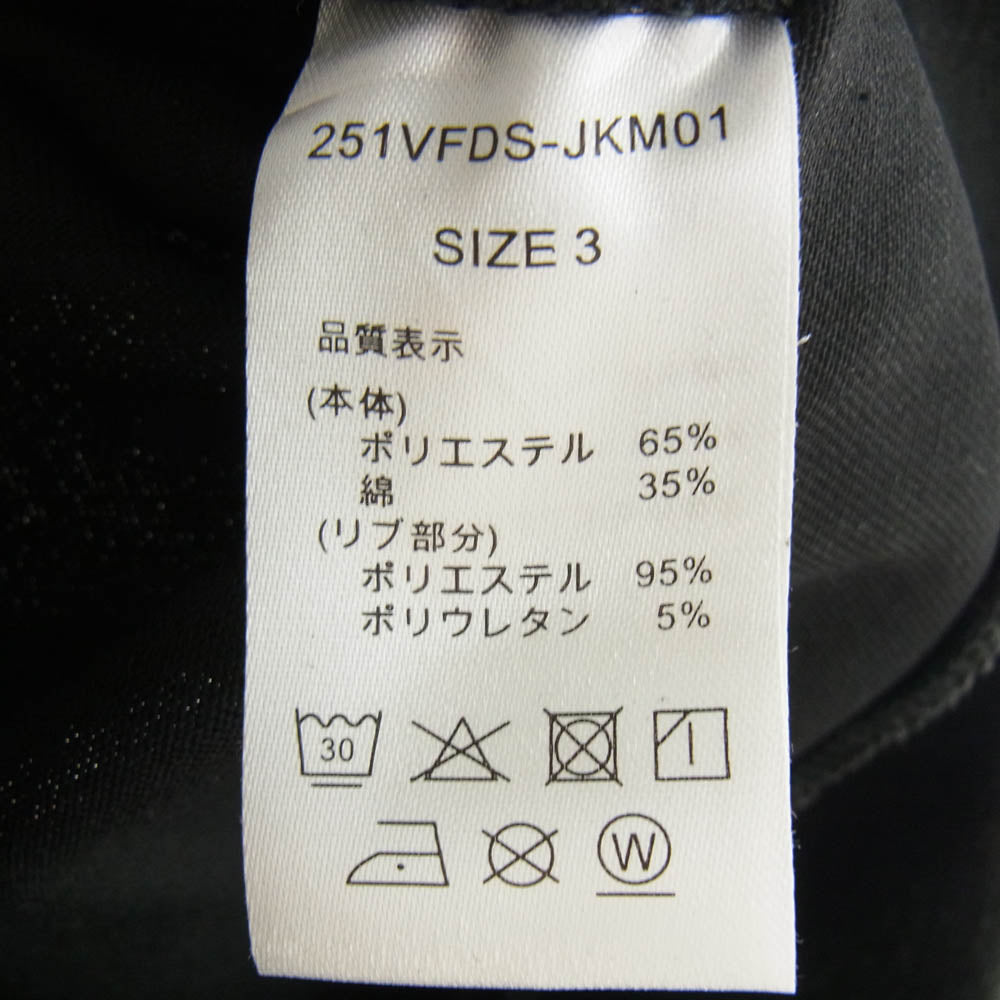 251VFDS-JKM01
SIZE 3
品質表示
(本体)
ポリエステル 65%
綿 35%
(リブ部分)
ポリエステル 95%
ポリウレタン 5%
30
W